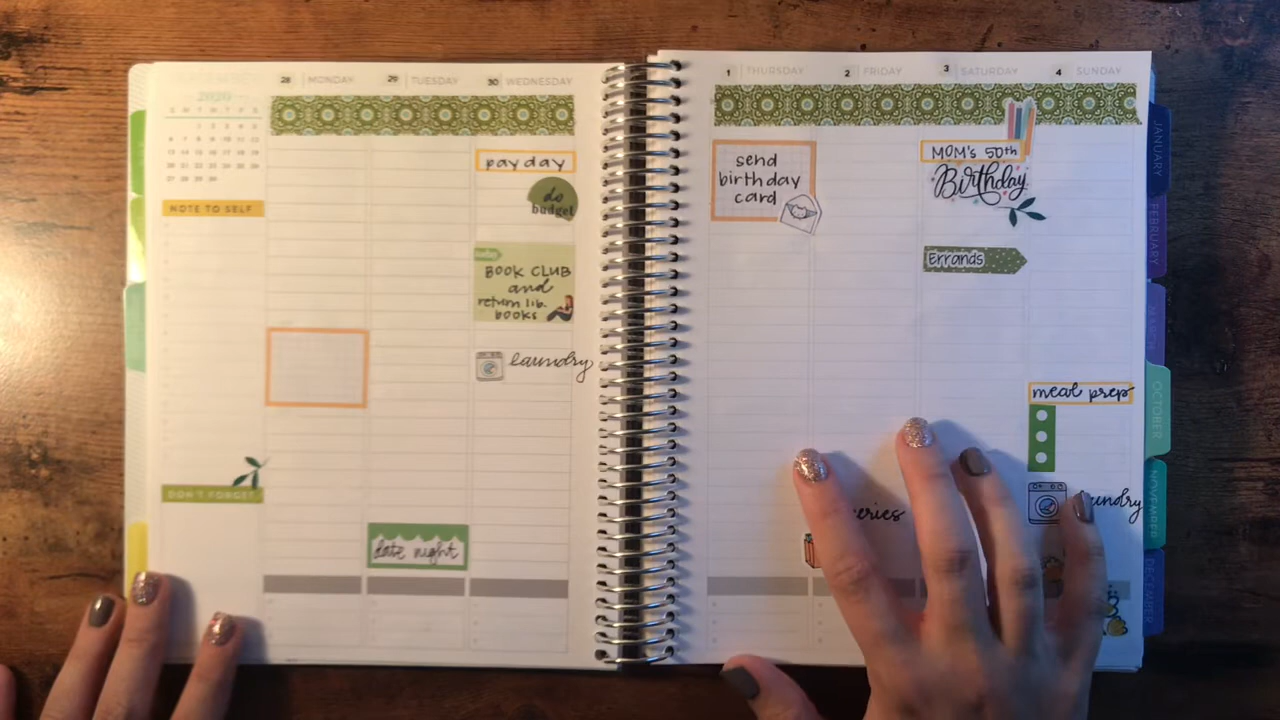 28 MONDAY
29 TUESDAY
30 WEDNESDAY
2020
NOTE TO SELF
DON'T FORGET
date night
pay day
do
budget
BOOK CLUB
and
return lib.
books
laundry
1 THURSDAY
2 FRIDAY
3 SATURDAY
4 SUNDAY
send
birthday
card
MOM'S 50th
Birthday
Errands
meal prep
JANUARY
FEBRUARY
MARCH
OCTOBER
NOVEMBER
DECEMBER